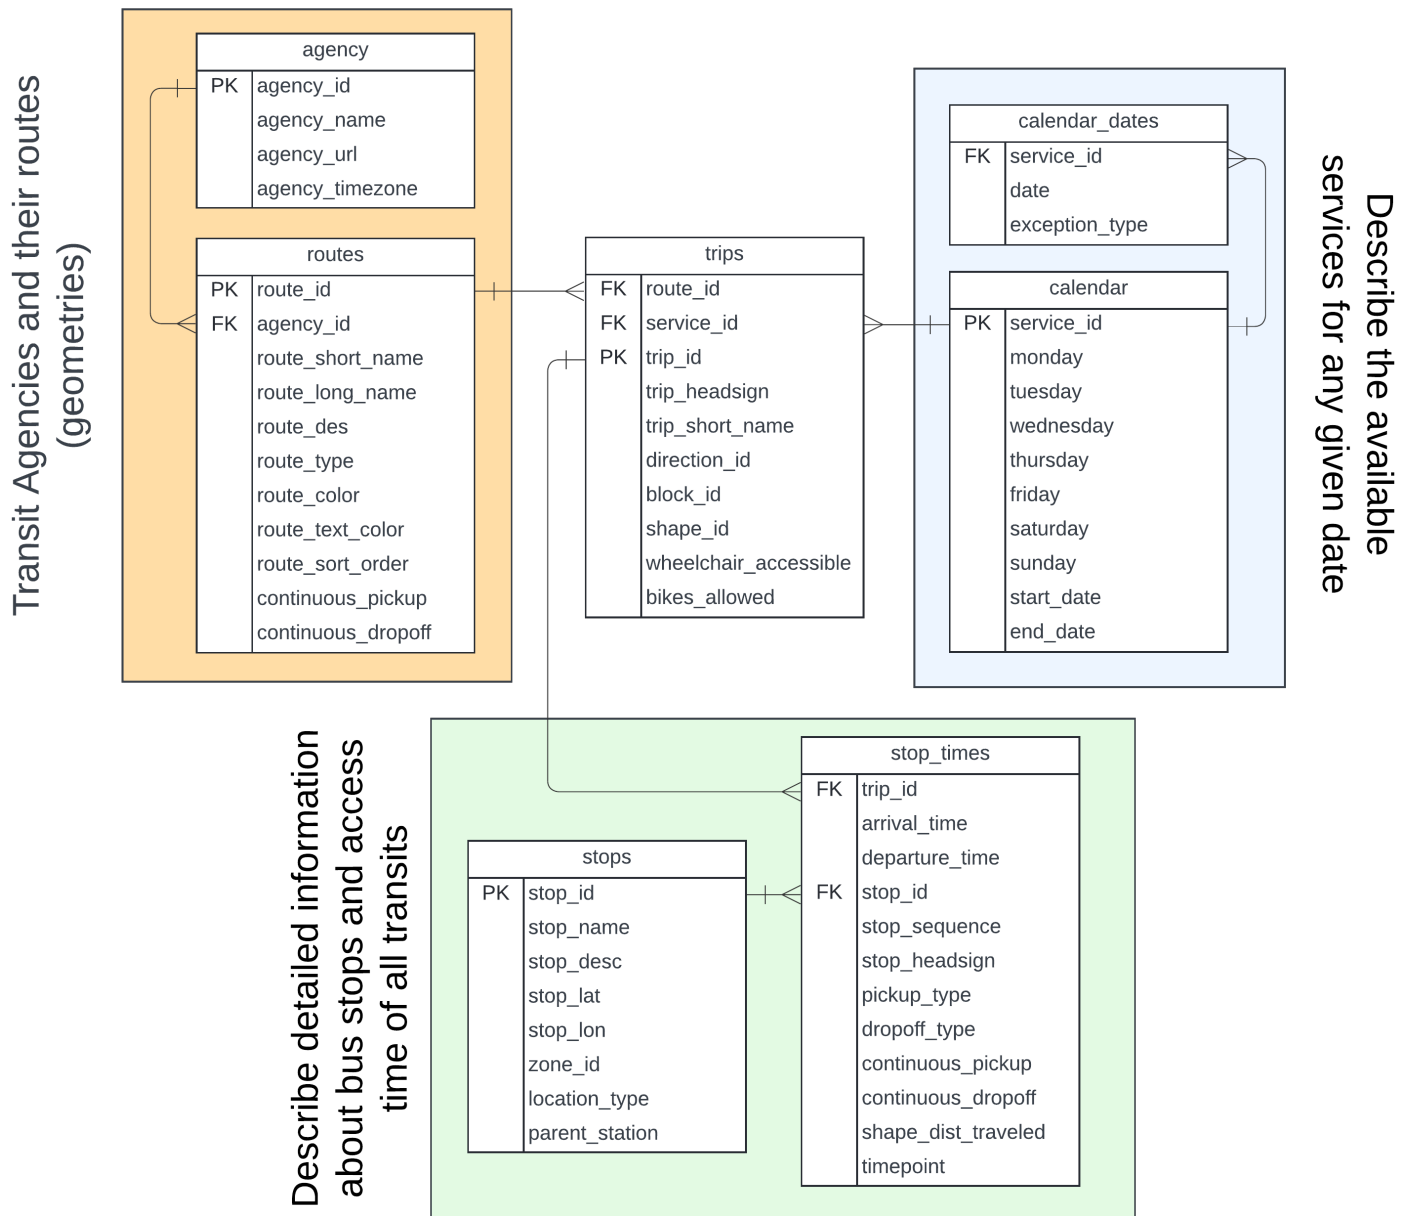 Transit Agencies and their routes
(geometries)
agency
PK agency_id
agency_name
agency_url
agency_timezone
routes
PK route_id
FK agency_id
route_short_name
route_long_name
route_des
route_type
route_color
route_text_color
route_sort_order
continuous_pickup
continuous_dropoff
trips
FK route_id
FK service_id
PK trip_id
trip_headsign
trip_short_name
direction_id
block_id
shape_id
wheelchair_accessible
bikes_allowed
calendar_dates
FK service_id
date
exception_type
calendar
PK service_id
monday
tuesday
wednesday
thursday
friday
saturday
sunday
start_date
end_date
Describe the available
services for any given date
Describe detailed information
about bus stops and access
time of all transits
stops
PK stop_id
stop_name
stop_desc
stop_lat
stop_lon
zone_id
location_type
parent_station
stop_times
FK trip_id
arrival_time
departure_time
FK stop_id
stop_sequence
stop_headsign
pickup_type
dropoff_type
continuous_pickup
continuous_dropoff
shape_dist_traveled
timepoint